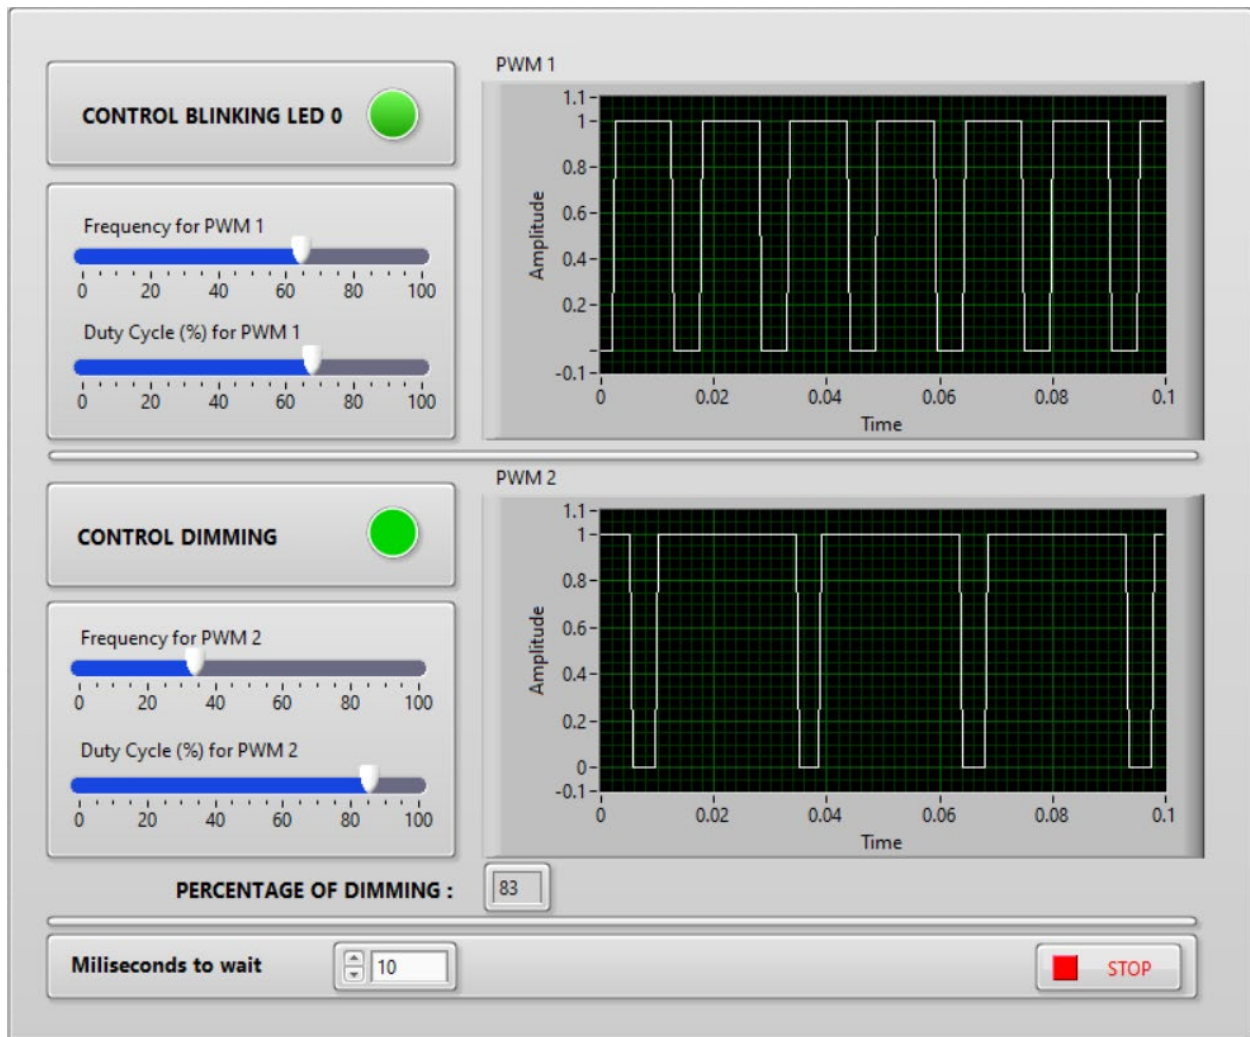 PWM 1
CONTROL BLINKING LED 0
1.1
1
0.8
0.6
0.4
0.2
-0.1
Amplitude
0 0.02 0.04 0.06 0.08 0.1
Time
Frequency for PWM 1
0 20 40 60 80 100
Duty Cycle (%) for PWM 1
0 20 40 60 80 100
PWM 2
CONTROL DIMMING
1.1
1
0.8
0.6
0.4
0.2
0
-0.1
Amplitude
0 0.02 0.04 0.06 0.08 0.1
Time
Frequency for PWM 2
0 20 40 60 80 100
Duty Cycle (%) for PWM 2
0 20 40 60 80 100
PERCENTAGE OF DIMMING : 83
Miliseconds to wait 10 STOP